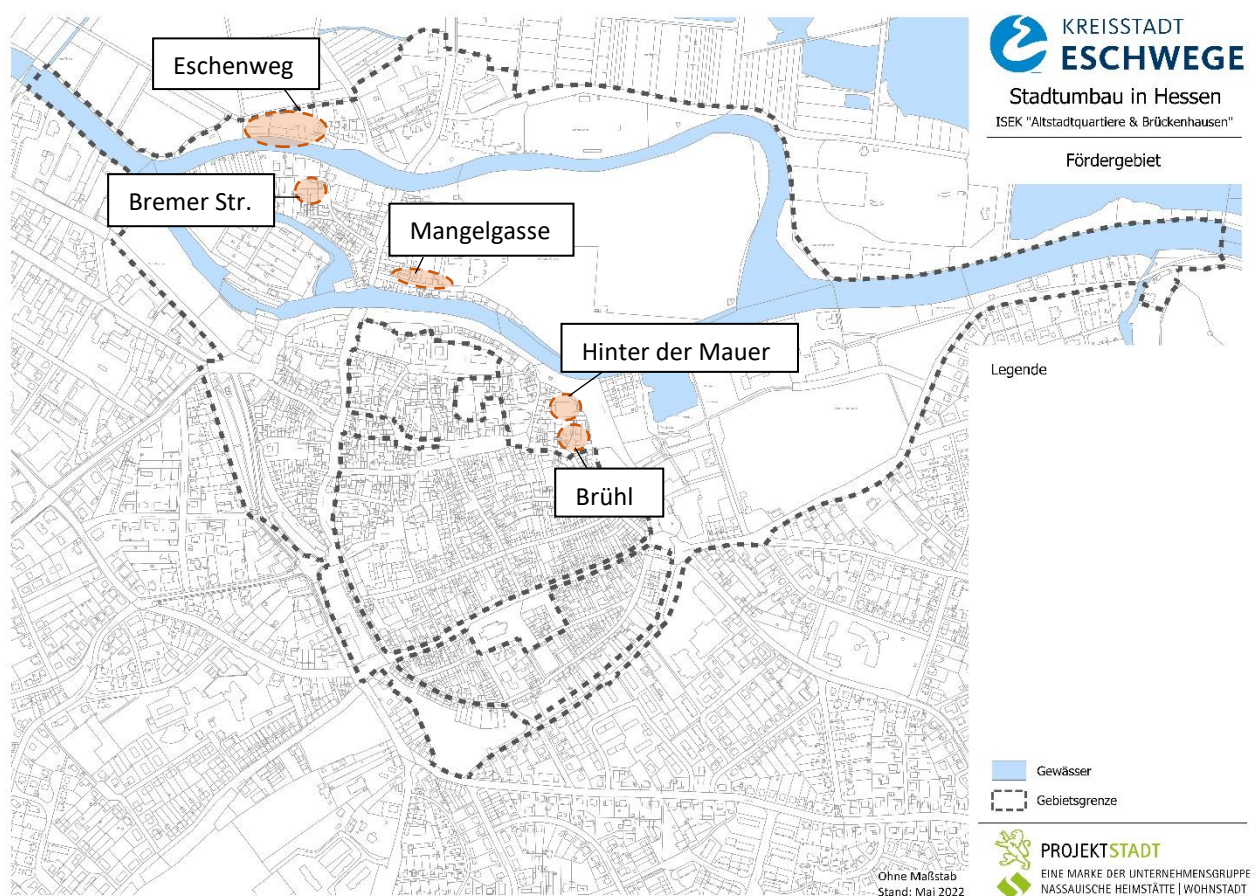 Eschenweg
Bremer Str.
Mangelgasse
Hinter der Mauer
Brühl
KREISSTADT
ESCHWEGE
Stadtumbau in Hessen
ISEK "Altstadtquartiere & Brückenhausen"
Fördergebiet
Legende
Gewässer
Gebietsgrenze
Ohne Maßstab
Stand: Mai 2022
PROJEKTSTADT
EINE MARKE DER UNTERNEHMENSGRUPPE
NASSAUISCHE HEIMSTÄTTE | WOHNSTADT